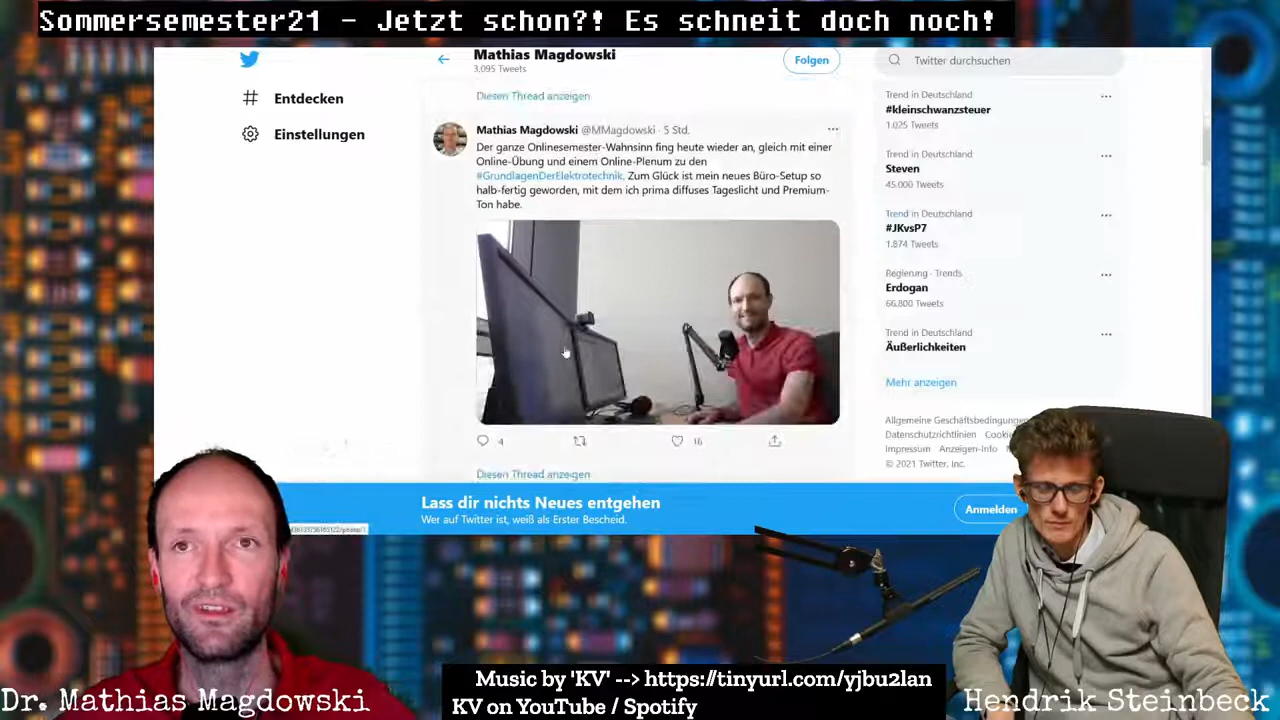 Sommersemester21 - Jetzt schon?! Es schneit doch noch!
Mathias Magdowski
3,095 Tweets
Folgen
Twitter durchsuchen
Entdecken
Einstellungen
Diesen Thread anzeigen
Mathias Magdowski @MMagdowski · 5 Std.
Der ganze Onlinesemester-Wahnsinn fing heute wieder an, gleich mit einer
Online-Übung und einem Online-Plenum zu den
#GrundlagenDerElektrotechnik. Zum Glück ist mein neues Büro-Setup so
halb-fertig geworden, mit dem ich prima diffuses Tageslicht und Premium-
Ton habe.
4
16
Diesen Thread anzeigen
Trend in Deutschland
#kleinschwanzsteuer
1.025 Tweets
Trend in Deutschland
Steven
45.000 Tweets
Trend in Deutschland
#JKvsP7
1.874 Tweets
Regierung · Trends
Erdogan
66.800 Tweets
Trend in Deutschland
Äußerlichkeiten
Mehr anzeigen
Allgemeine Geschäftsbedingungen
Datenschutzrichtlinien
Impressum Anzeigen-Info
© 2021 Twitter, Inc.
Lass dir nichts Neues entgehen
Wer auf Twitter ist, weiß als Erster Bescheid.
Anmelden
Dr. Mathias Magdowski
Music by 'KV' --> https://tinyurl.com/yjbu2lan
KV on YouTube / Spotify
Hendrik Steinbeck